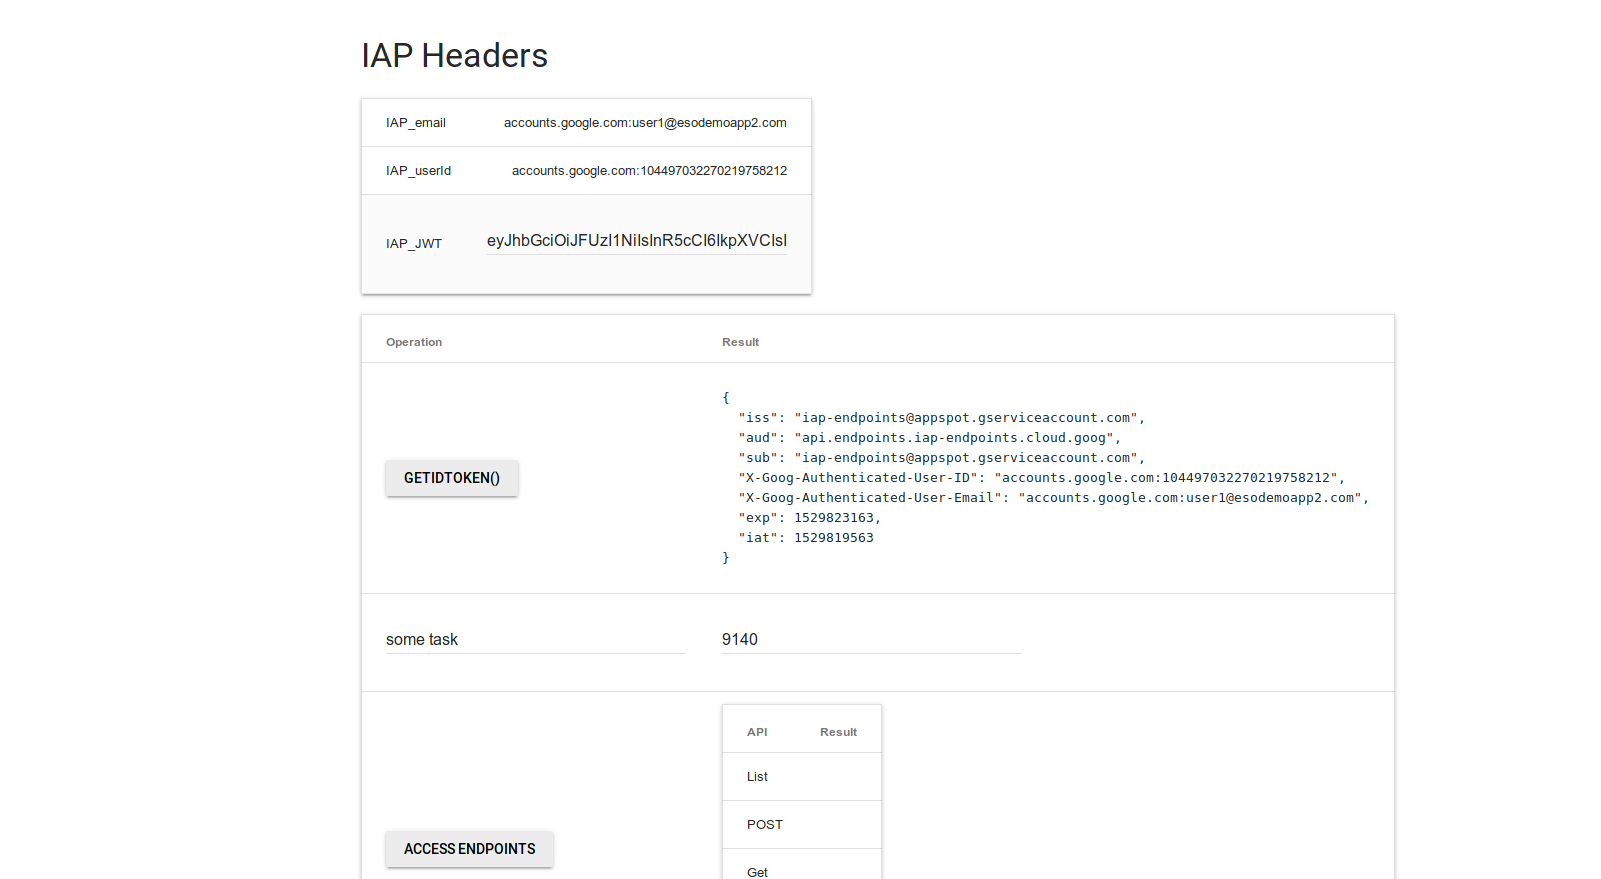 IAP Headers
IAP_email accounts.google.com:user1@esodemoapp2.com
IAP_userId accounts.google.com:104497032270219758212
IAP_JWT eyJhbGciOiJFUzI1NiIsInR5cCI6IkpXVCIsI
Operation Result
{
"iss": "iap-endpoints@appspot.gserviceaccount.com",
"aud": "api.endpoints.iap-endpoints.cloud.goog",
"sub": "iap-endpoints@appspot.gserviceaccount.com",
GETIDTOKEN() "X-Goog-Authenticated-User-ID": "accounts.google.com:104497032270219758212",
"X-Goog-Authenticated-User-Email": "accounts.google.com:user1@esodemoapp2.com",
"exp": 1529823163,
"iat": 1529819563
}
some task 9140
API Result
List
POST
ACCESS ENDPOINTS
Get